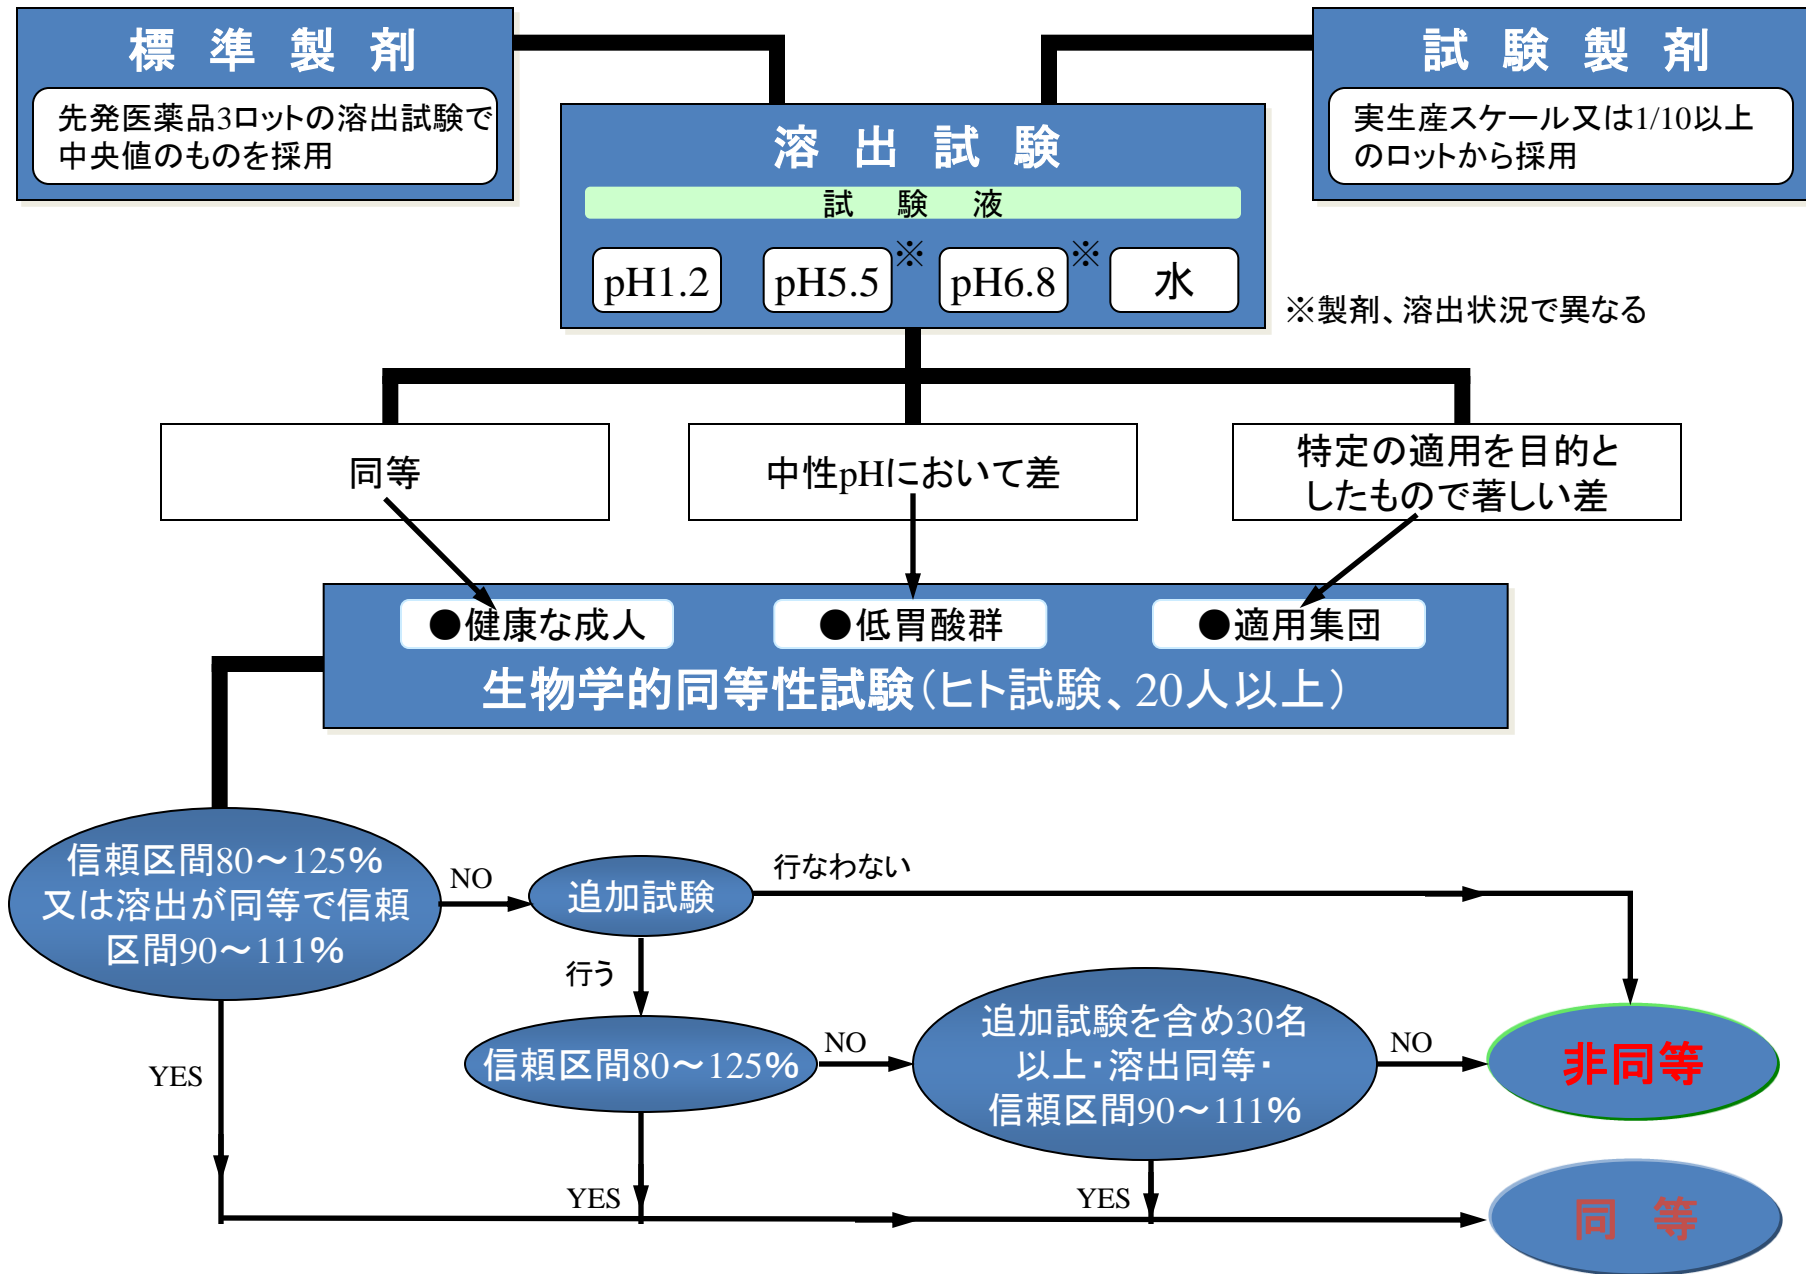 標準製剤
先発医薬品3ロットの溶出試験で
中央値のものを採用
試験製剤
実生産スケール又は1/10以上
のロットから採用
溶出試験
試験液
pH1.2
pH5.5
※
pH6.8
※
水
※製剤、溶出状況で異なる
同等
中性pHにおいて差
特定の適用を目的と
したもので著しい差
●健康な成人
●低胃酸群
●適用集団
生物学的同等性試験(ヒト試験、20人以上)
信頼区間80～125%
又は溶出が同等で信頼
区間90～111%
NO
追加試験
行なわない
行う
YES
信頼区間80～125%
NO
追加試験を含め30名
以上・溶出同等・
信頼区間90～111%
NO
非同等
YES
YES
同等